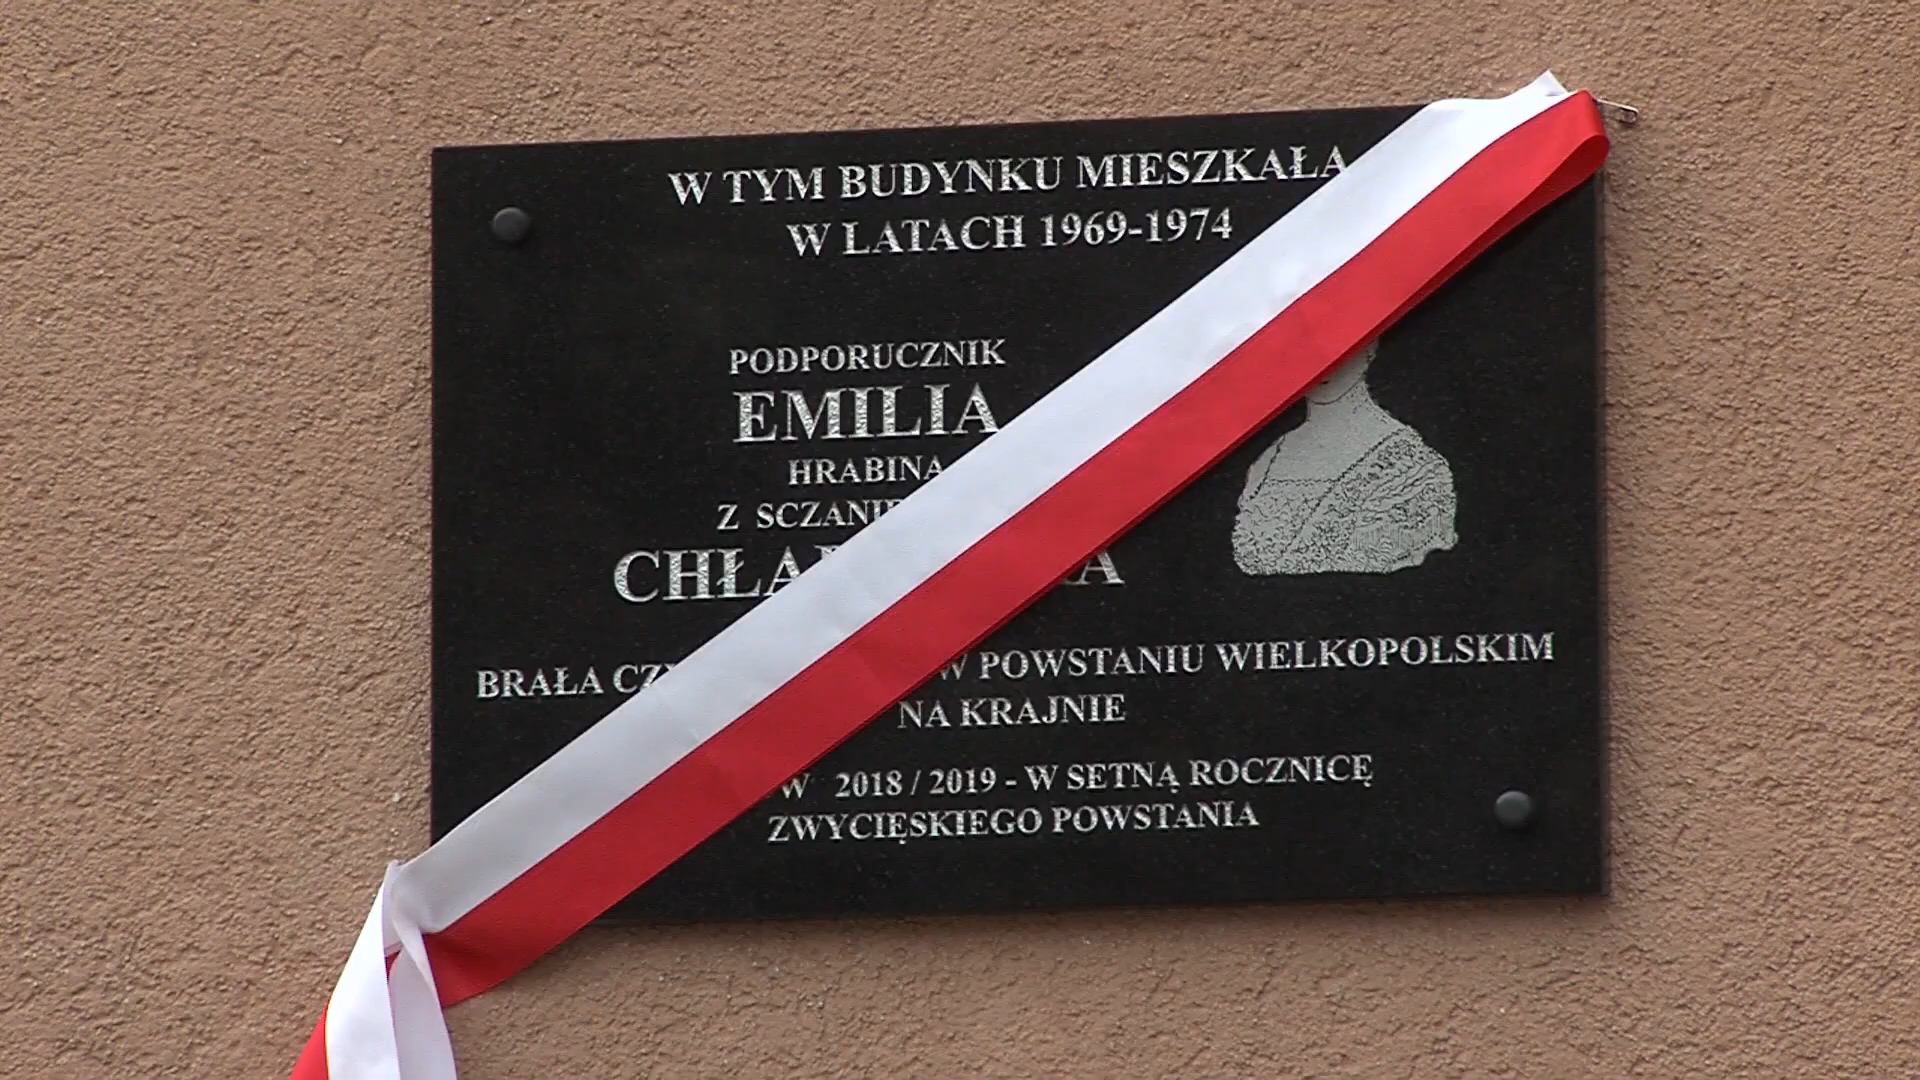 W TYM BUDYNKU MIESZKAŁA
W LATACH 1969-1974
PODPORUCZNIK
EMILIA
HRABINA
Z
BRAŁA W POWSTANIU WIELKOPOLSKIM
NA KRAJNIE
W 2018 / 2019 - W SETNĄ ROCZNICĘ
ZWYCIĘSKIEGO POWSTANIA